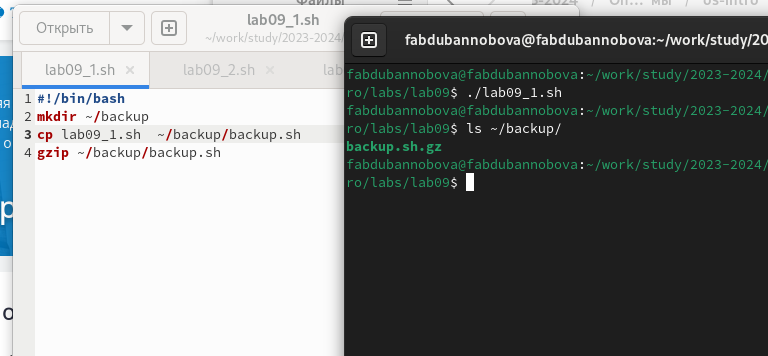 Файлы
Открыть
lab09_1.sh
~/work/study/2023-2024/
lab09_1.sh × lab09_2.sh × lab
1 #!/bin/bash
2 mkdir ~/backup
3 cp lab09_1.sh  ~/backup/backup.sh
4 gzip ~/backup/backup.sh
fabdubannobova@fabdubannobova:~/work/study/20
fabdubannobova@fabdubannobova:~/work/study/2023-2024/
ro/labs/lab09$ ./lab09_1.sh
fabdubannobova@fabdubannobova:~/work/study/2023-2024/
ro/labs/lab09$ ls ~/backup/
backup.sh.gz
fabdubannobova@fabdubannobova:~/work/study/2023-2024/
ro/labs/lab09$